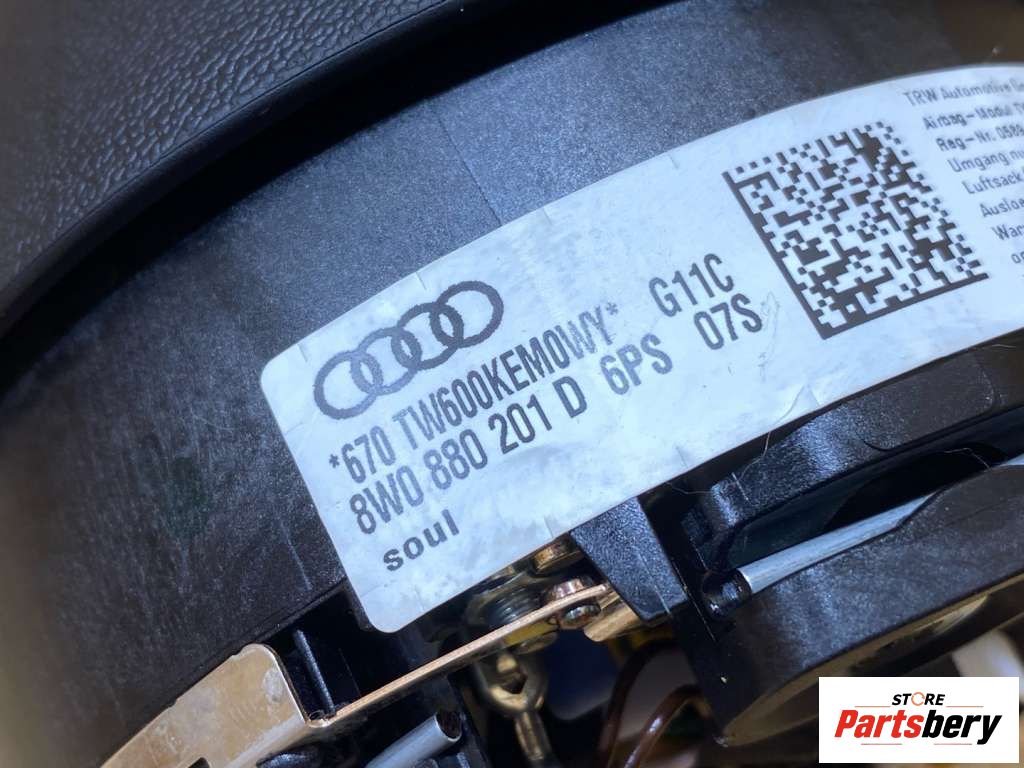 *670 TW600KEM0WY* G11C
8W0 880 201 D 6PS 07S
soul
TRW Automotive
Airbag-Modul
Reg-Nr. 0589
Umgang
Luftsack
STORE
Partsbery